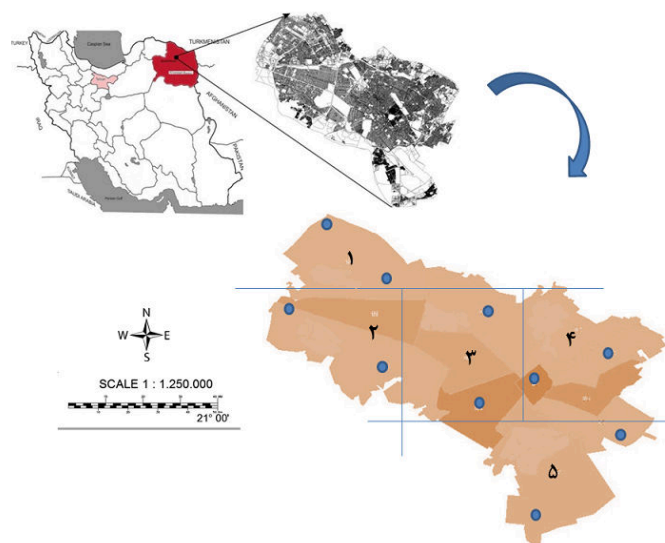 TURKEY
Caspian Sea
TURKMENISTAN
AFGHANISTAN
IRAQ
PAKISTAN
SAUDI ARABIA
Persian Gulf
۱
۲
۳
۴
۵
N
W E
S
SCALE 1 : 1.250.000
21° 00'